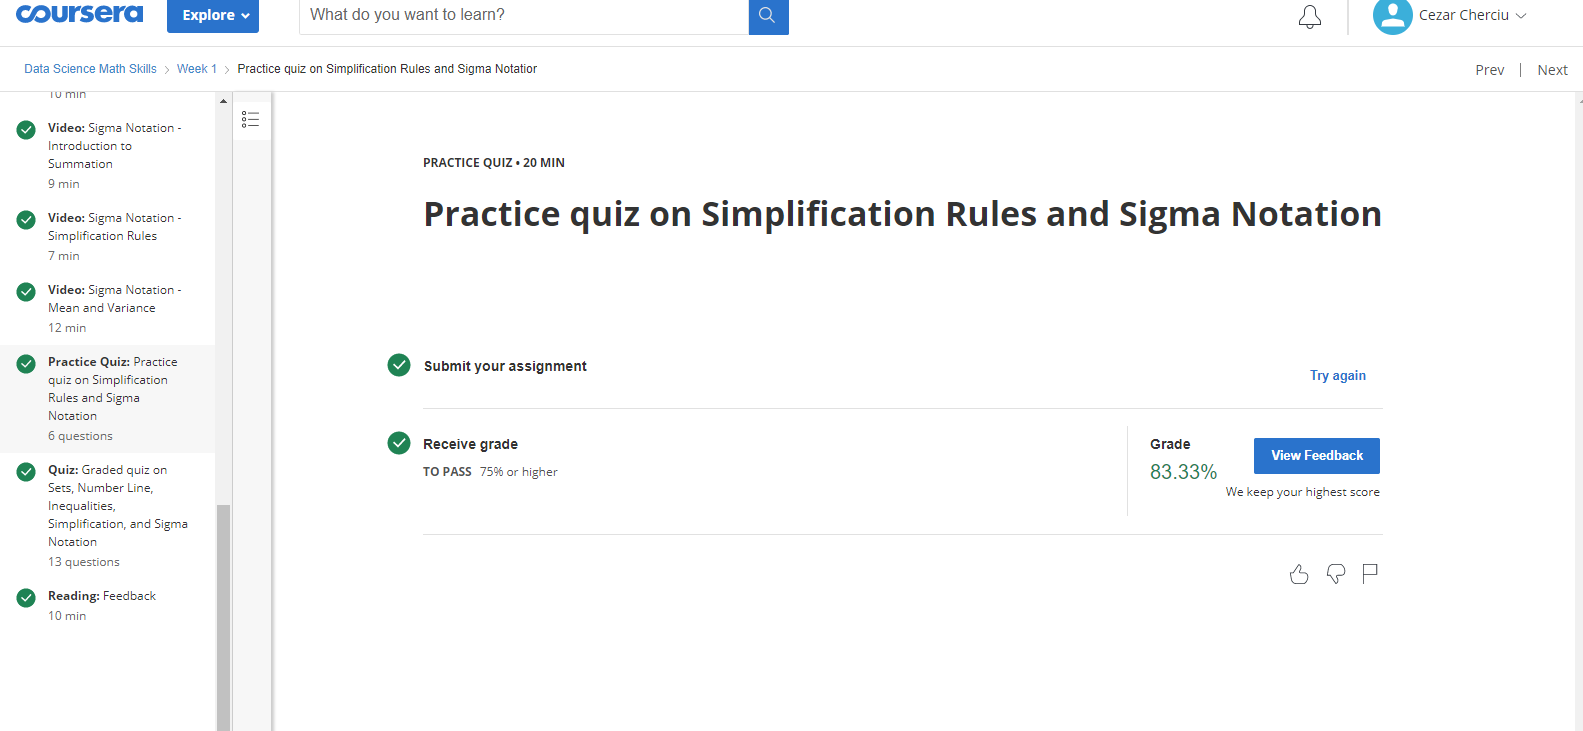 coursera
Explore
What do you want to learn?
Cezar Cherciu
Data Science Math Skills
Week 1
Practice quiz on Simplification Rules and Sigma Notation
Prev
Next
10 min
Video: Sigma Notation -
Introduction to
Summation
9 min
Video: Sigma Notation -
Simplification Rules
7 min
Video: Sigma Notation -
Mean and Variance
12 min
Practice Quiz: Practice
quiz on Simplification
Rules and Sigma
Notation
6 questions
Quiz: Graded quiz on
Sets, Number Line,
Inequalities,
Simplification, and Sigma
Notation
13 questions
Reading: Feedback
10 min
PRACTICE QUIZ • 20 MIN
Practice quiz on Simplification Rules and Sigma Notation
Submit your assignment
Try again
Receive grade
TO PASS 75% or higher
Grade
83.33%
View Feedback
We keep your highest score